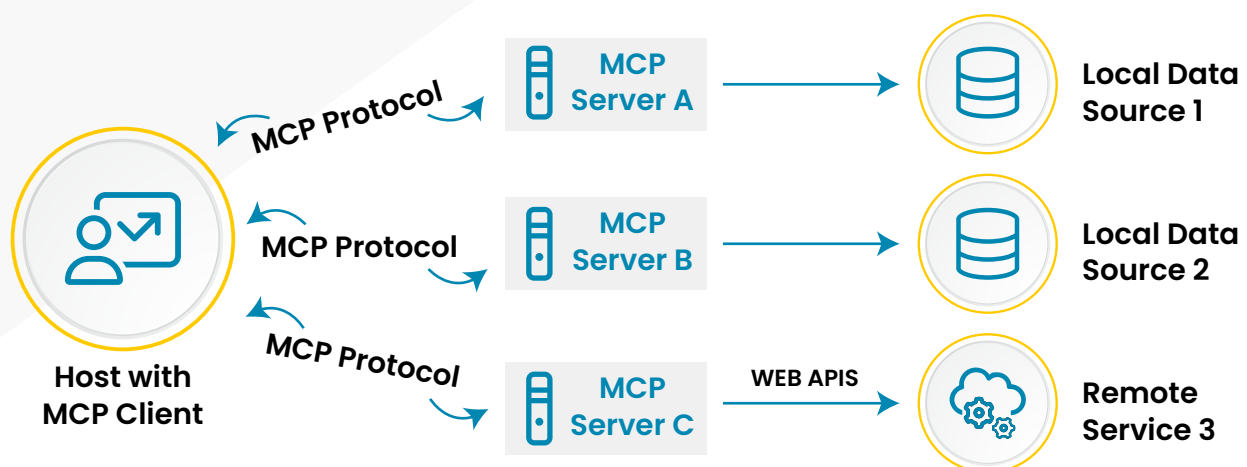 MCP Protocol
MCP
Server A
Local Data
Source 1
MCP Protocol
MCP
Server B
Local Data
Source 2
MCP Protocol
MCP
Server C
WEB APIS
Remote
Service 3
Host with
MCP Client